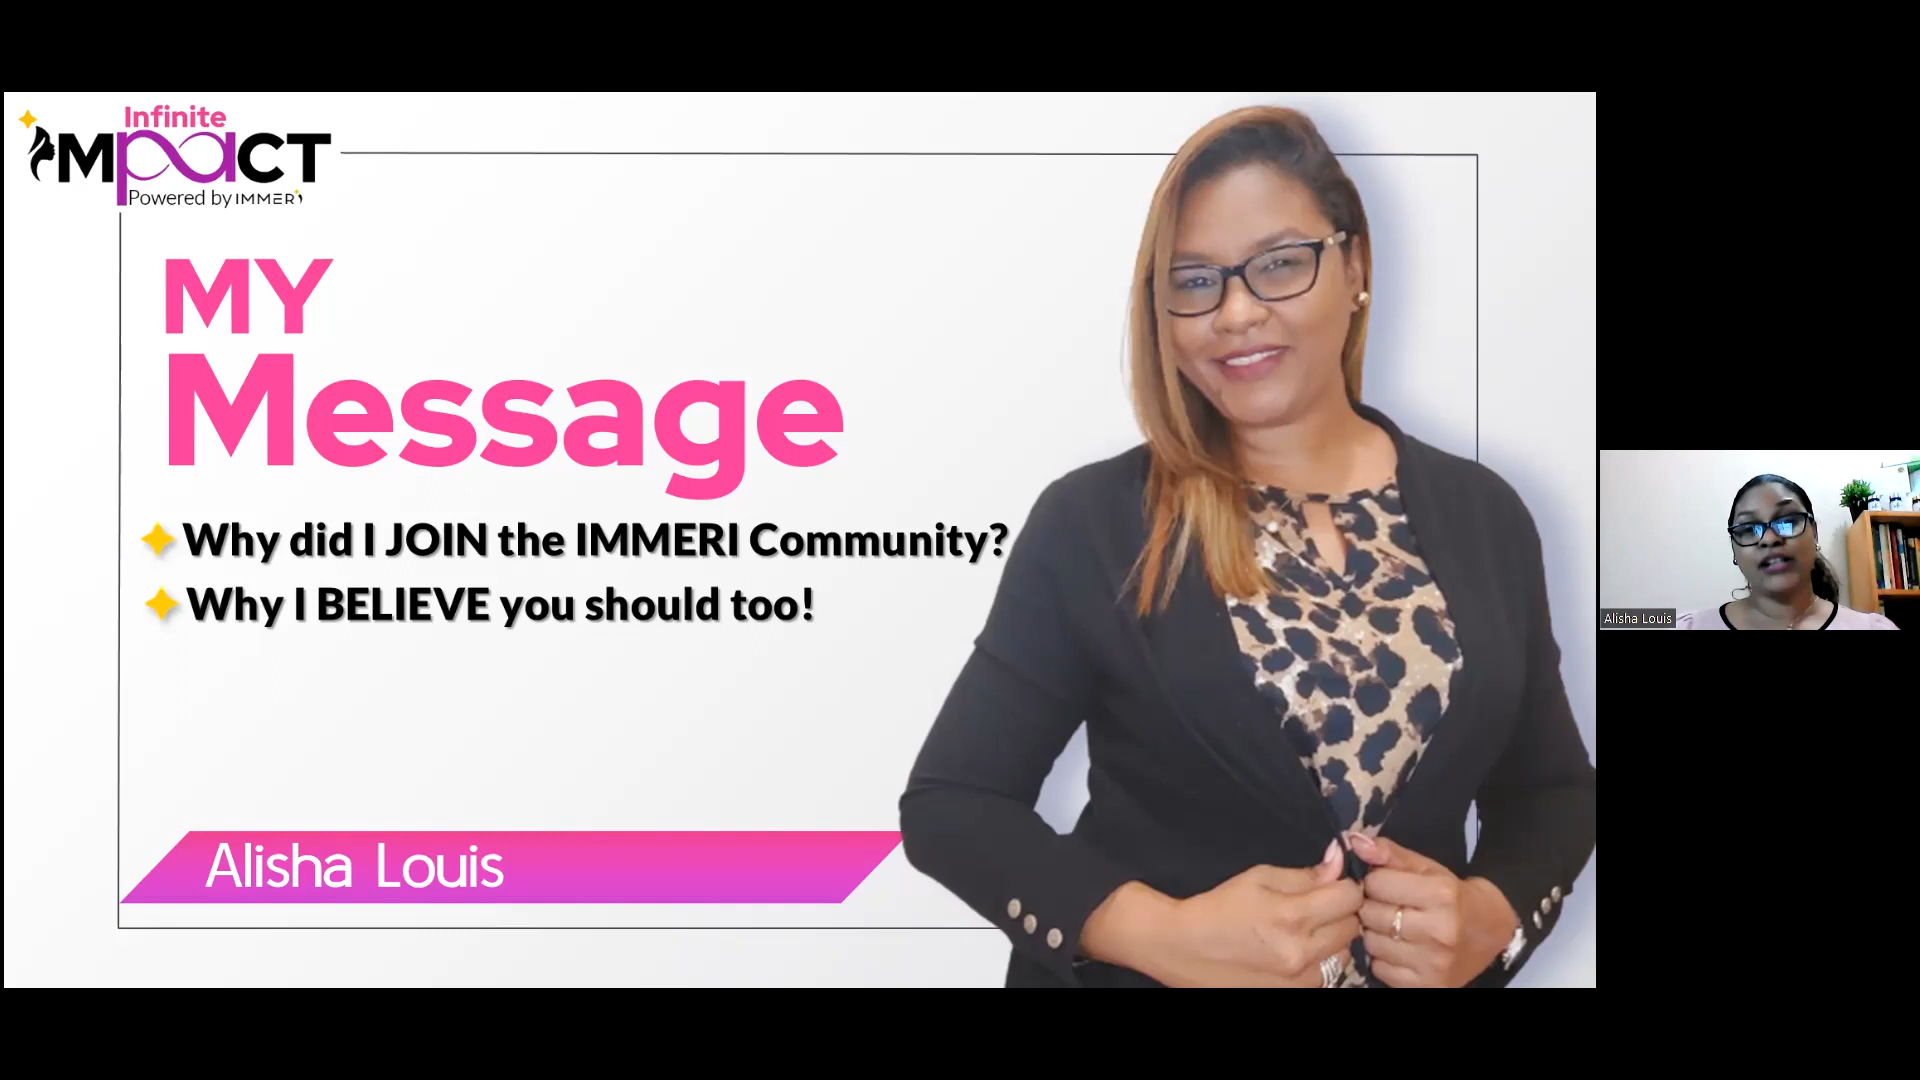 Infinite
iMPACT
Powered by IMMERi
MY
Message
Why did I JOIN the IMMERI Community?
Why I BELIEVE you should too!
Alisha Louis
Alisha Louis